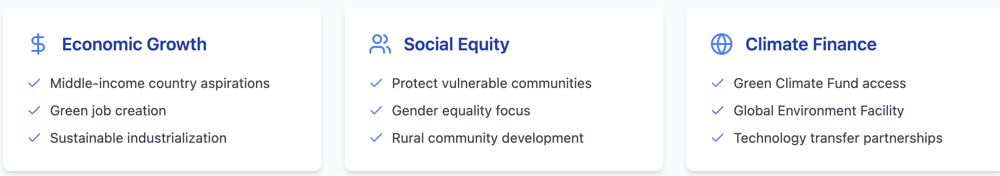 Economic Growth
Middle-income country aspirations
Green job creation
Sustainable industrialization
Social Equity
Protect vulnerable communities
Gender equality focus
Rural community development
Climate Finance
Green Climate Fund access
Global Environment Facility
Technology transfer partnerships